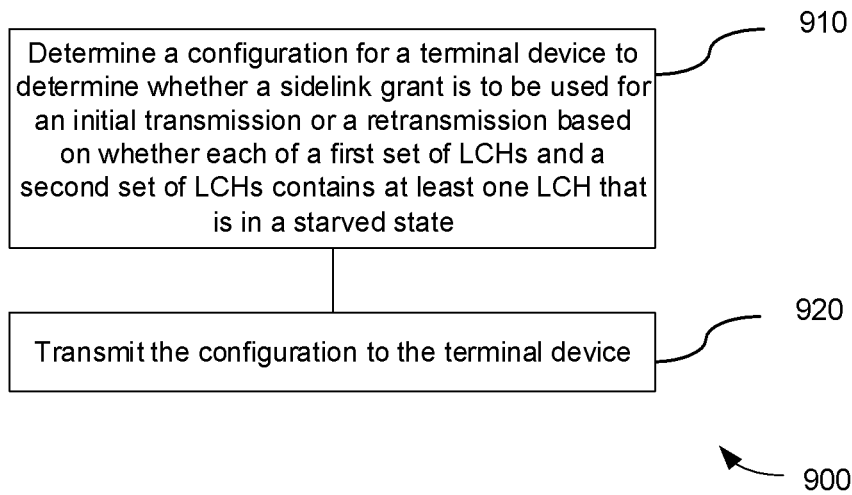 910
Determine a configuration for a terminal device to
determine whether a sidelink grant is to be used for
an initial transmission or a retransmission based
on whether each of a first set of LCHs and a
second set of LCHs contains at least one LCH that
is in a starved state
920
Transmit the configuration to the terminal device
900